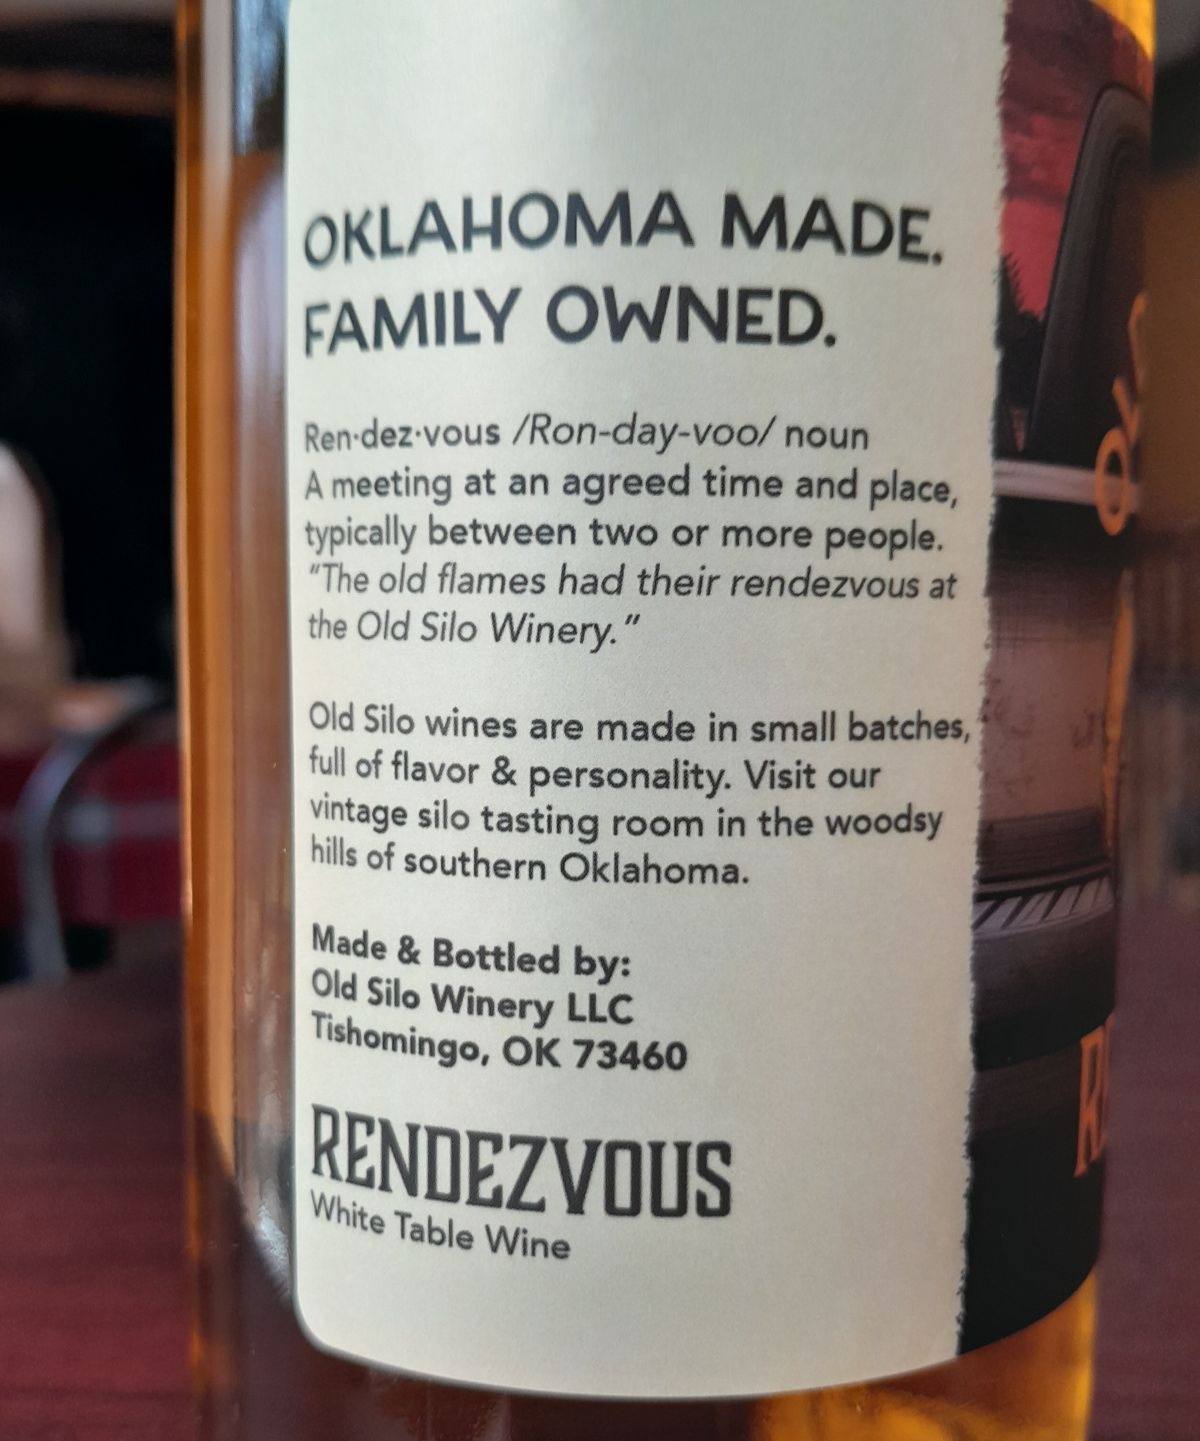 OKLAHOMA MADE.
FAMILY OWNED.
Ren·dez·vous /Ron-day-voo/ noun
A meeting at an agreed time and place,
typically between two or more people.
“The old flames had their rendezvous at
the Old Silo Winery.”
Old Silo wines are made in small batches,
full of flavor & personality. Visit our
vintage silo tasting room in the woodsy
hills of southern Oklahoma.
Made & Bottled by:
Old Silo Winery LLC
Tishomingo, OK 73460
RENDEZVOUS
White Table Wine